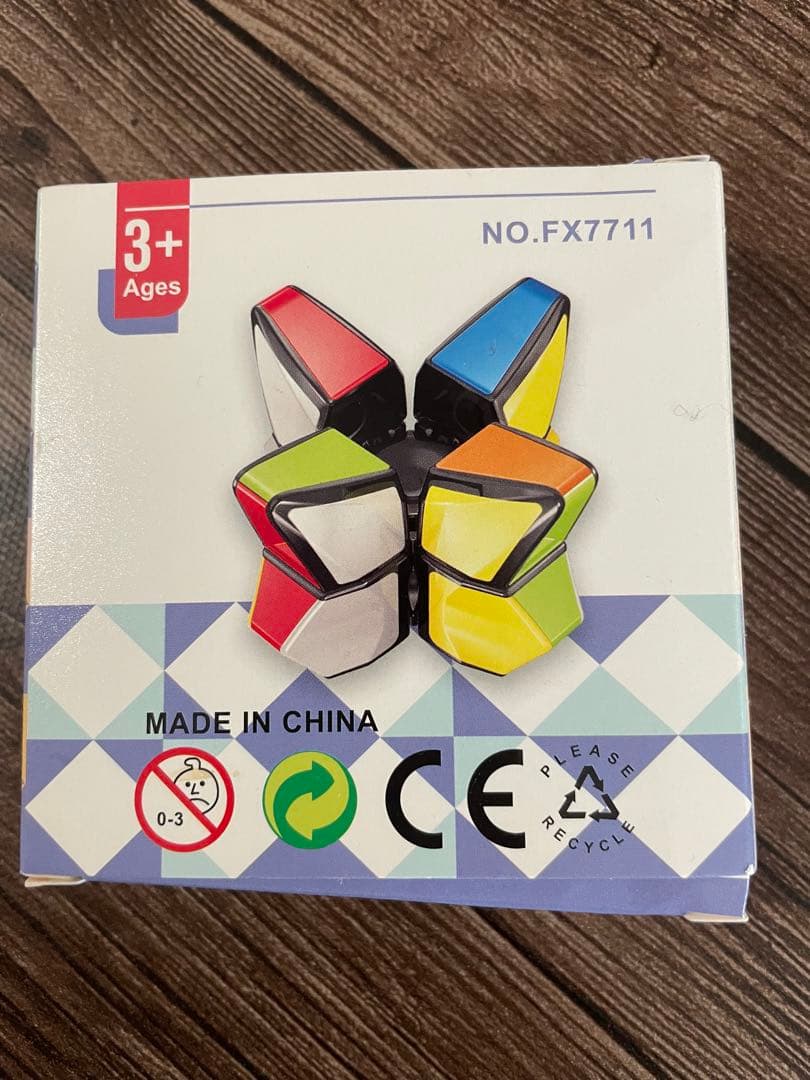 3+
Ages
NO.FX7711
MADE IN CHINA
0-3
CE
PLEASE
RECYCLE